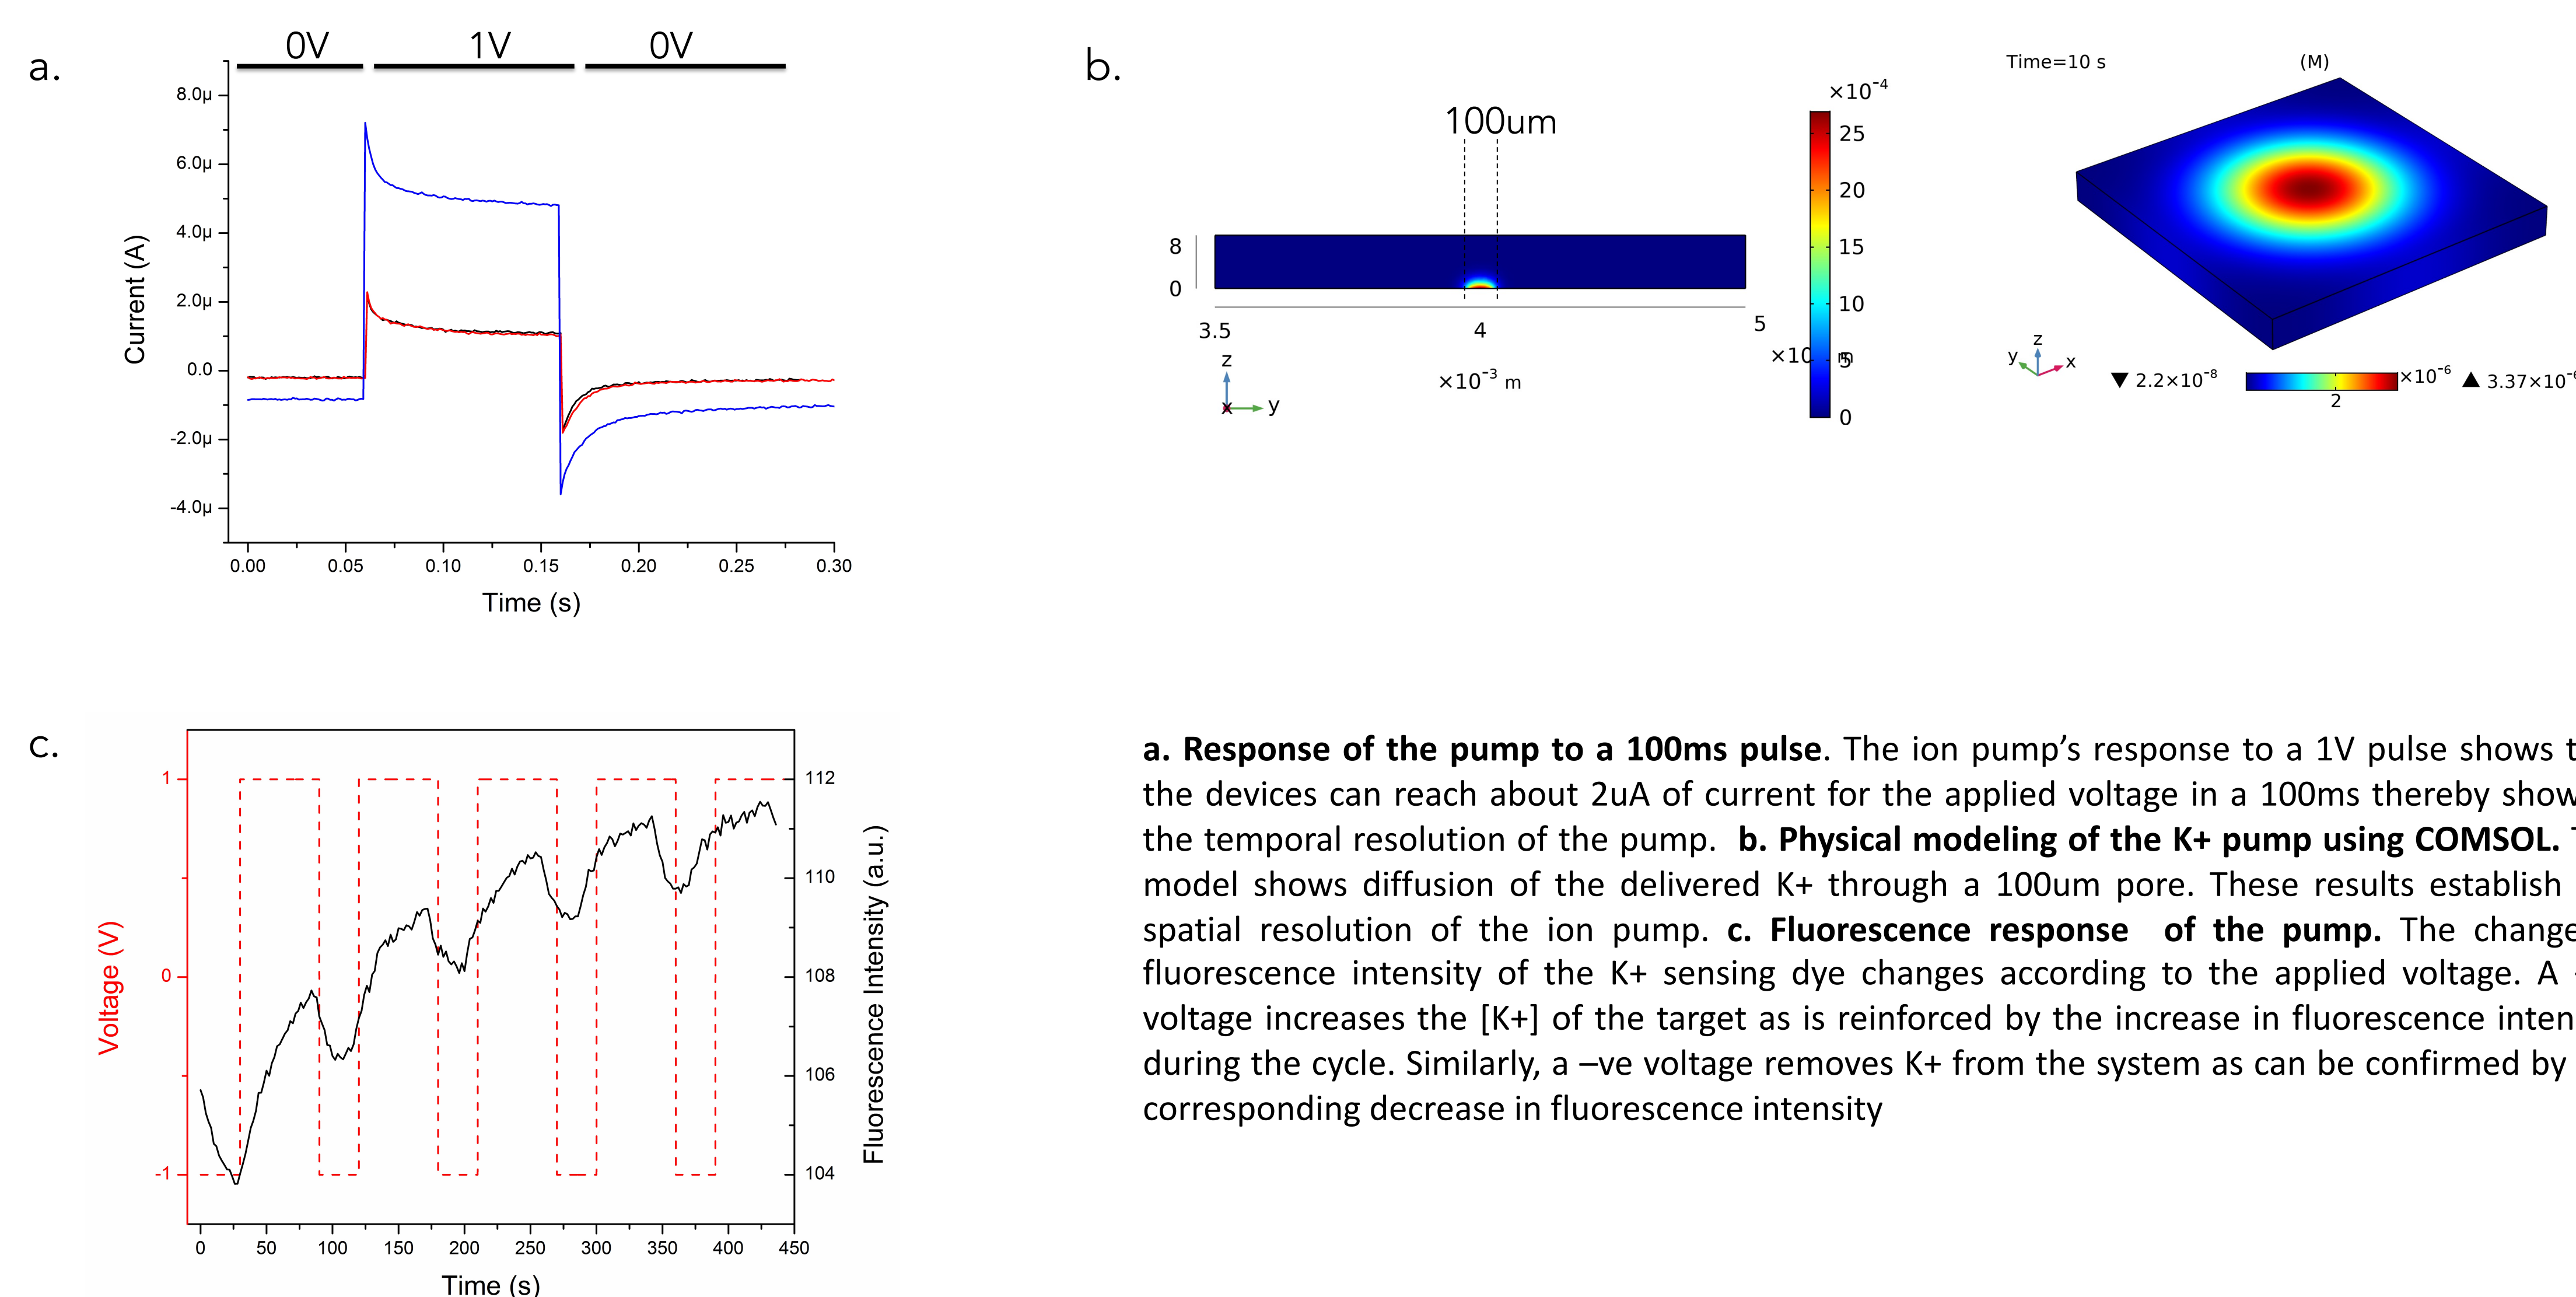 a.
0V 1V 0V
8.0µ
6.0µ
4.0µ
2.0µ
0.0
-2.0µ
-4.0µ
Current (A)
0.00 0.05 0.10 0.15 0.20 0.25 0.30
Time (s)
b.
100um
8
0
3.5 4 5
×10⁻³ m
z
x y
×10⁻⁴
25
20
15
10
5
0
×10 m
Time=10 s (M)
z
y x
▼ 2.2×10⁻⁸ ×10⁻⁶ ▲ 3.37×10⁻⁶
2
c.
1
0
-1
Voltage (V)
112
110
108
106
104
Fluorescence Intensity (a.u.)
0 50 100 150 200 250 300 350 400 450
Time (s)
a. Response of the pump to a 100ms pulse. The ion pump’s response to a 1V pulse shows
the devices can reach about 2uA of current for the applied voltage in a 100ms thereby
the temporal resolution of the pump. b. Physical modeling of the K+ pump using COMSOL.
model shows diffusion of the delivered K+ through a 100um pore. These results establish
spatial resolution of the ion pump. c. Fluorescence response of the pump. The change
fluorescence intensity of the K+ sensing dye changes according to the applied voltage. A
voltage increases the [K+] of the target as is reinforced by the increase in fluorescence
during the cycle. Similarly, a –ve voltage removes K+ from the system as can be confirmed by
corresponding decrease in fluorescence intensity